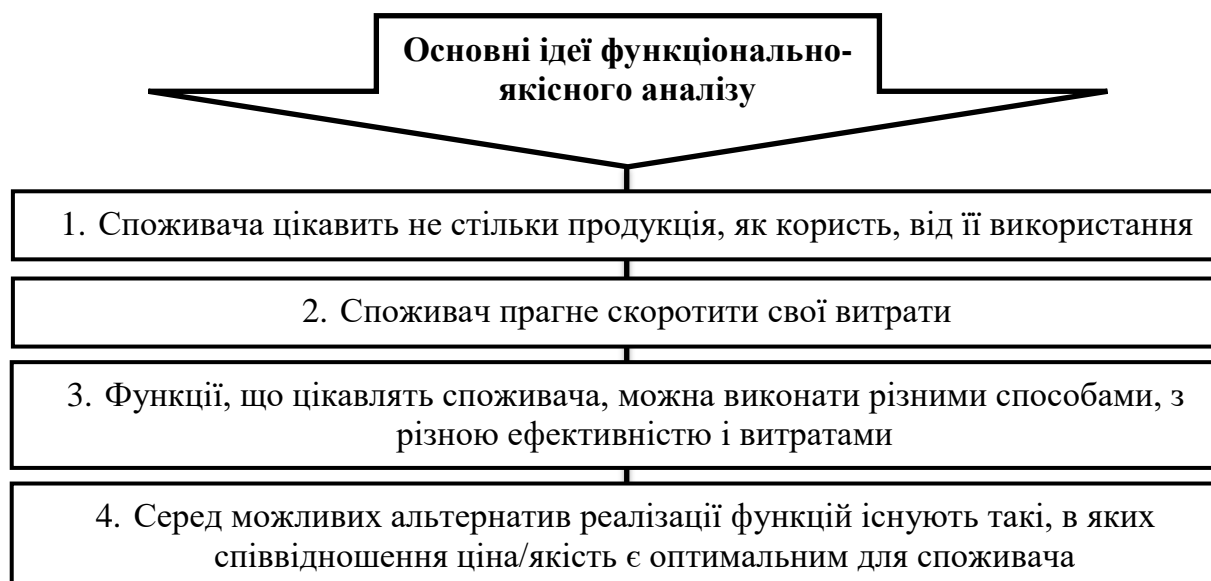 Основні ідеї функціонально-
якісного аналізу
1. Споживача цікавить не стільки продукція, як користь, від її використання
2. Споживач прагне скоротити свої витрати
3. Функції, що цікавлять споживача, можна виконати різними способами, з
різною ефективністю і витратами
4. Серед можливих альтернатив реалізації функцій існують такі, в яких
співвідношення ціна/якість є оптимальним для споживача